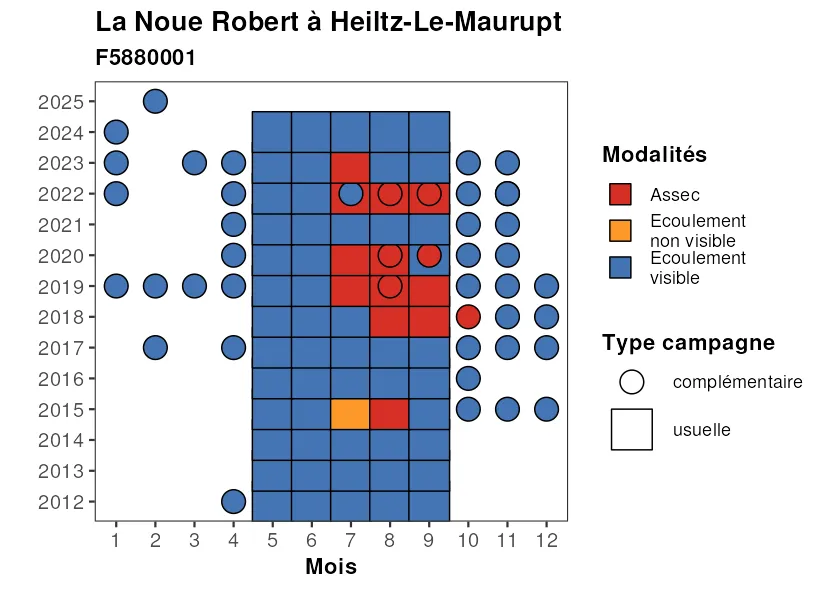 La Noue Robert à Heiltz-Le-Maurupt
F5880001
2025
2024
2023
2022
2021
2020
2019
2018
2017
2016
2015
2014
2013
2012
1 2 3 4 5 6 7 8 9 10 11 12
Mois
Modalités
Assec
Ecoulement
non visible
Ecoulement
visible
Type campagne
complémentaire
usuelle